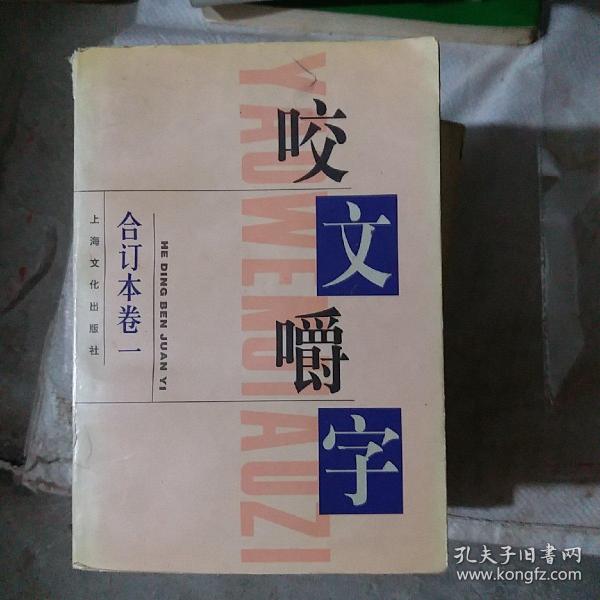 咬文嚼字
YAOWENJIAOZI
合订本卷一
HE DING BEN JUAN YI
上海文化出版社
孔夫子旧书网
www.kongfz.com